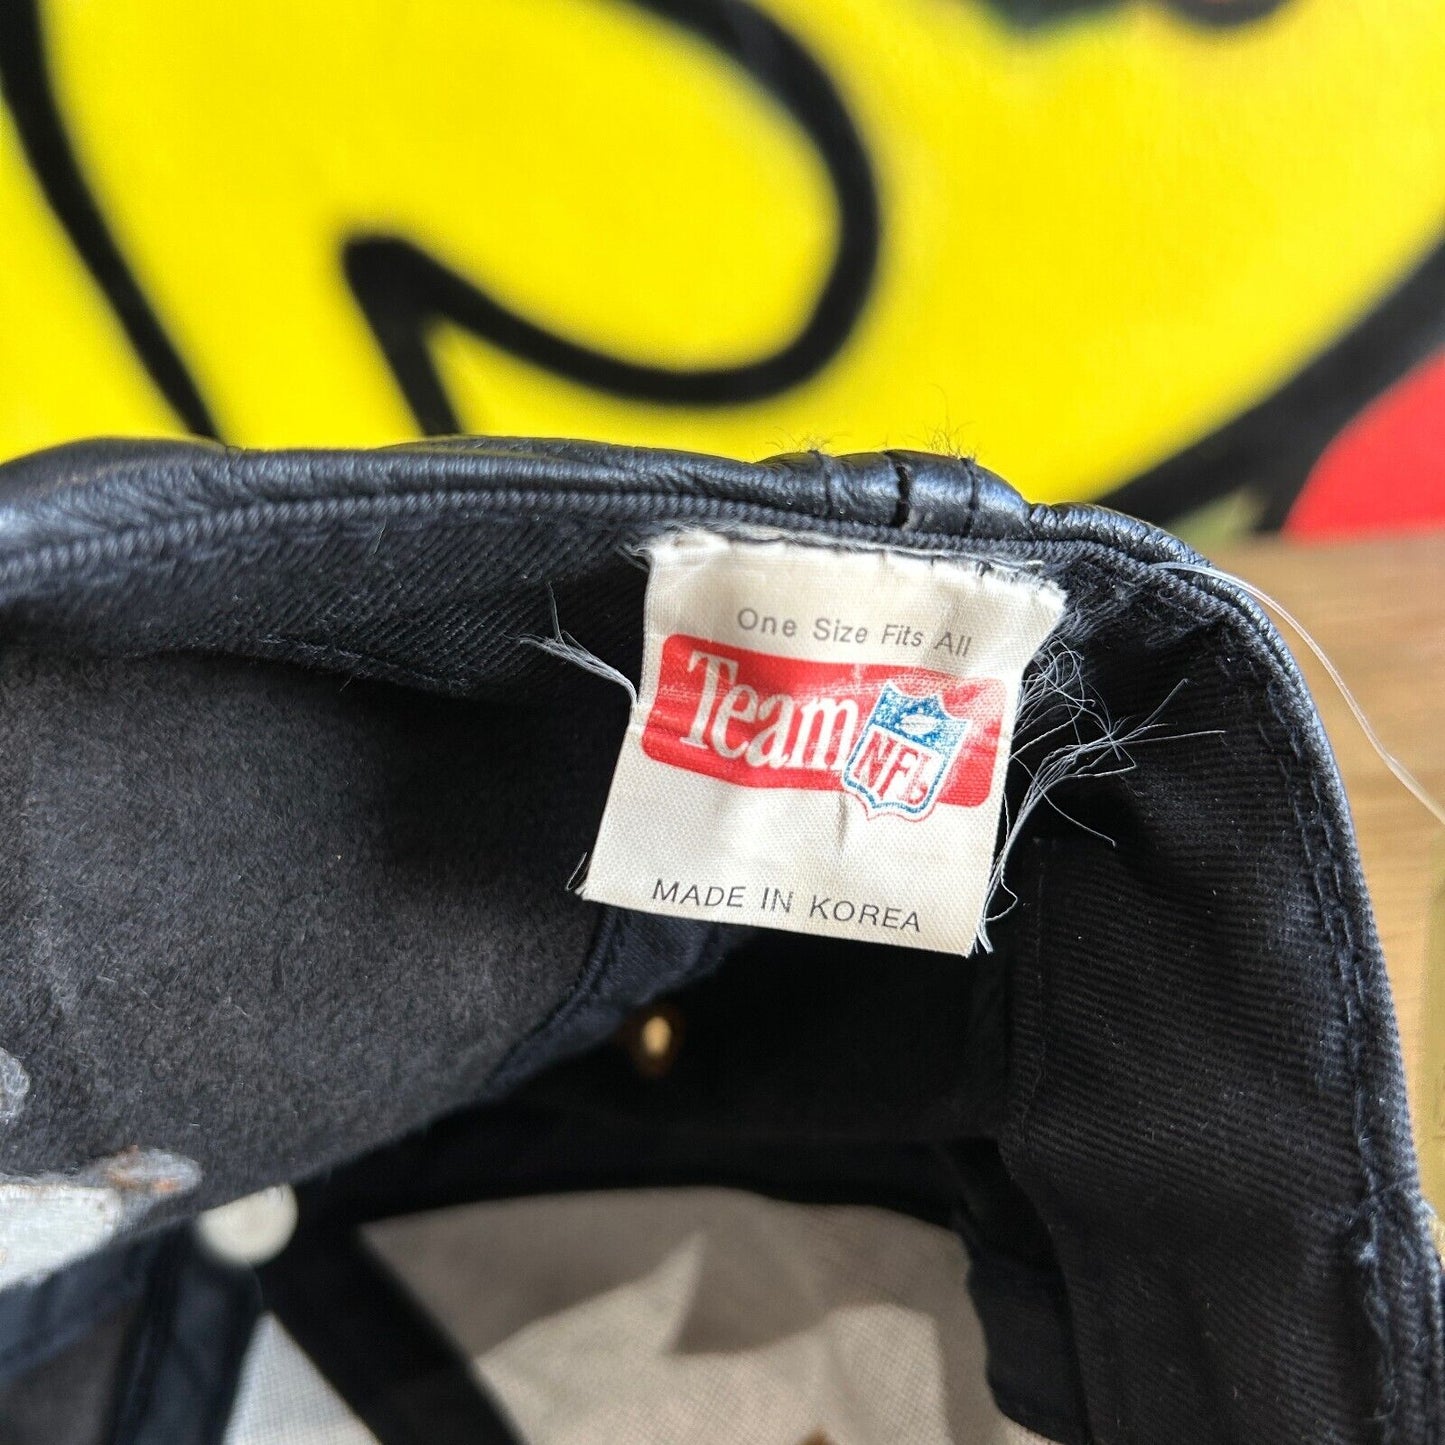 One Size Fits All
Team NFL
MADE IN KOREA